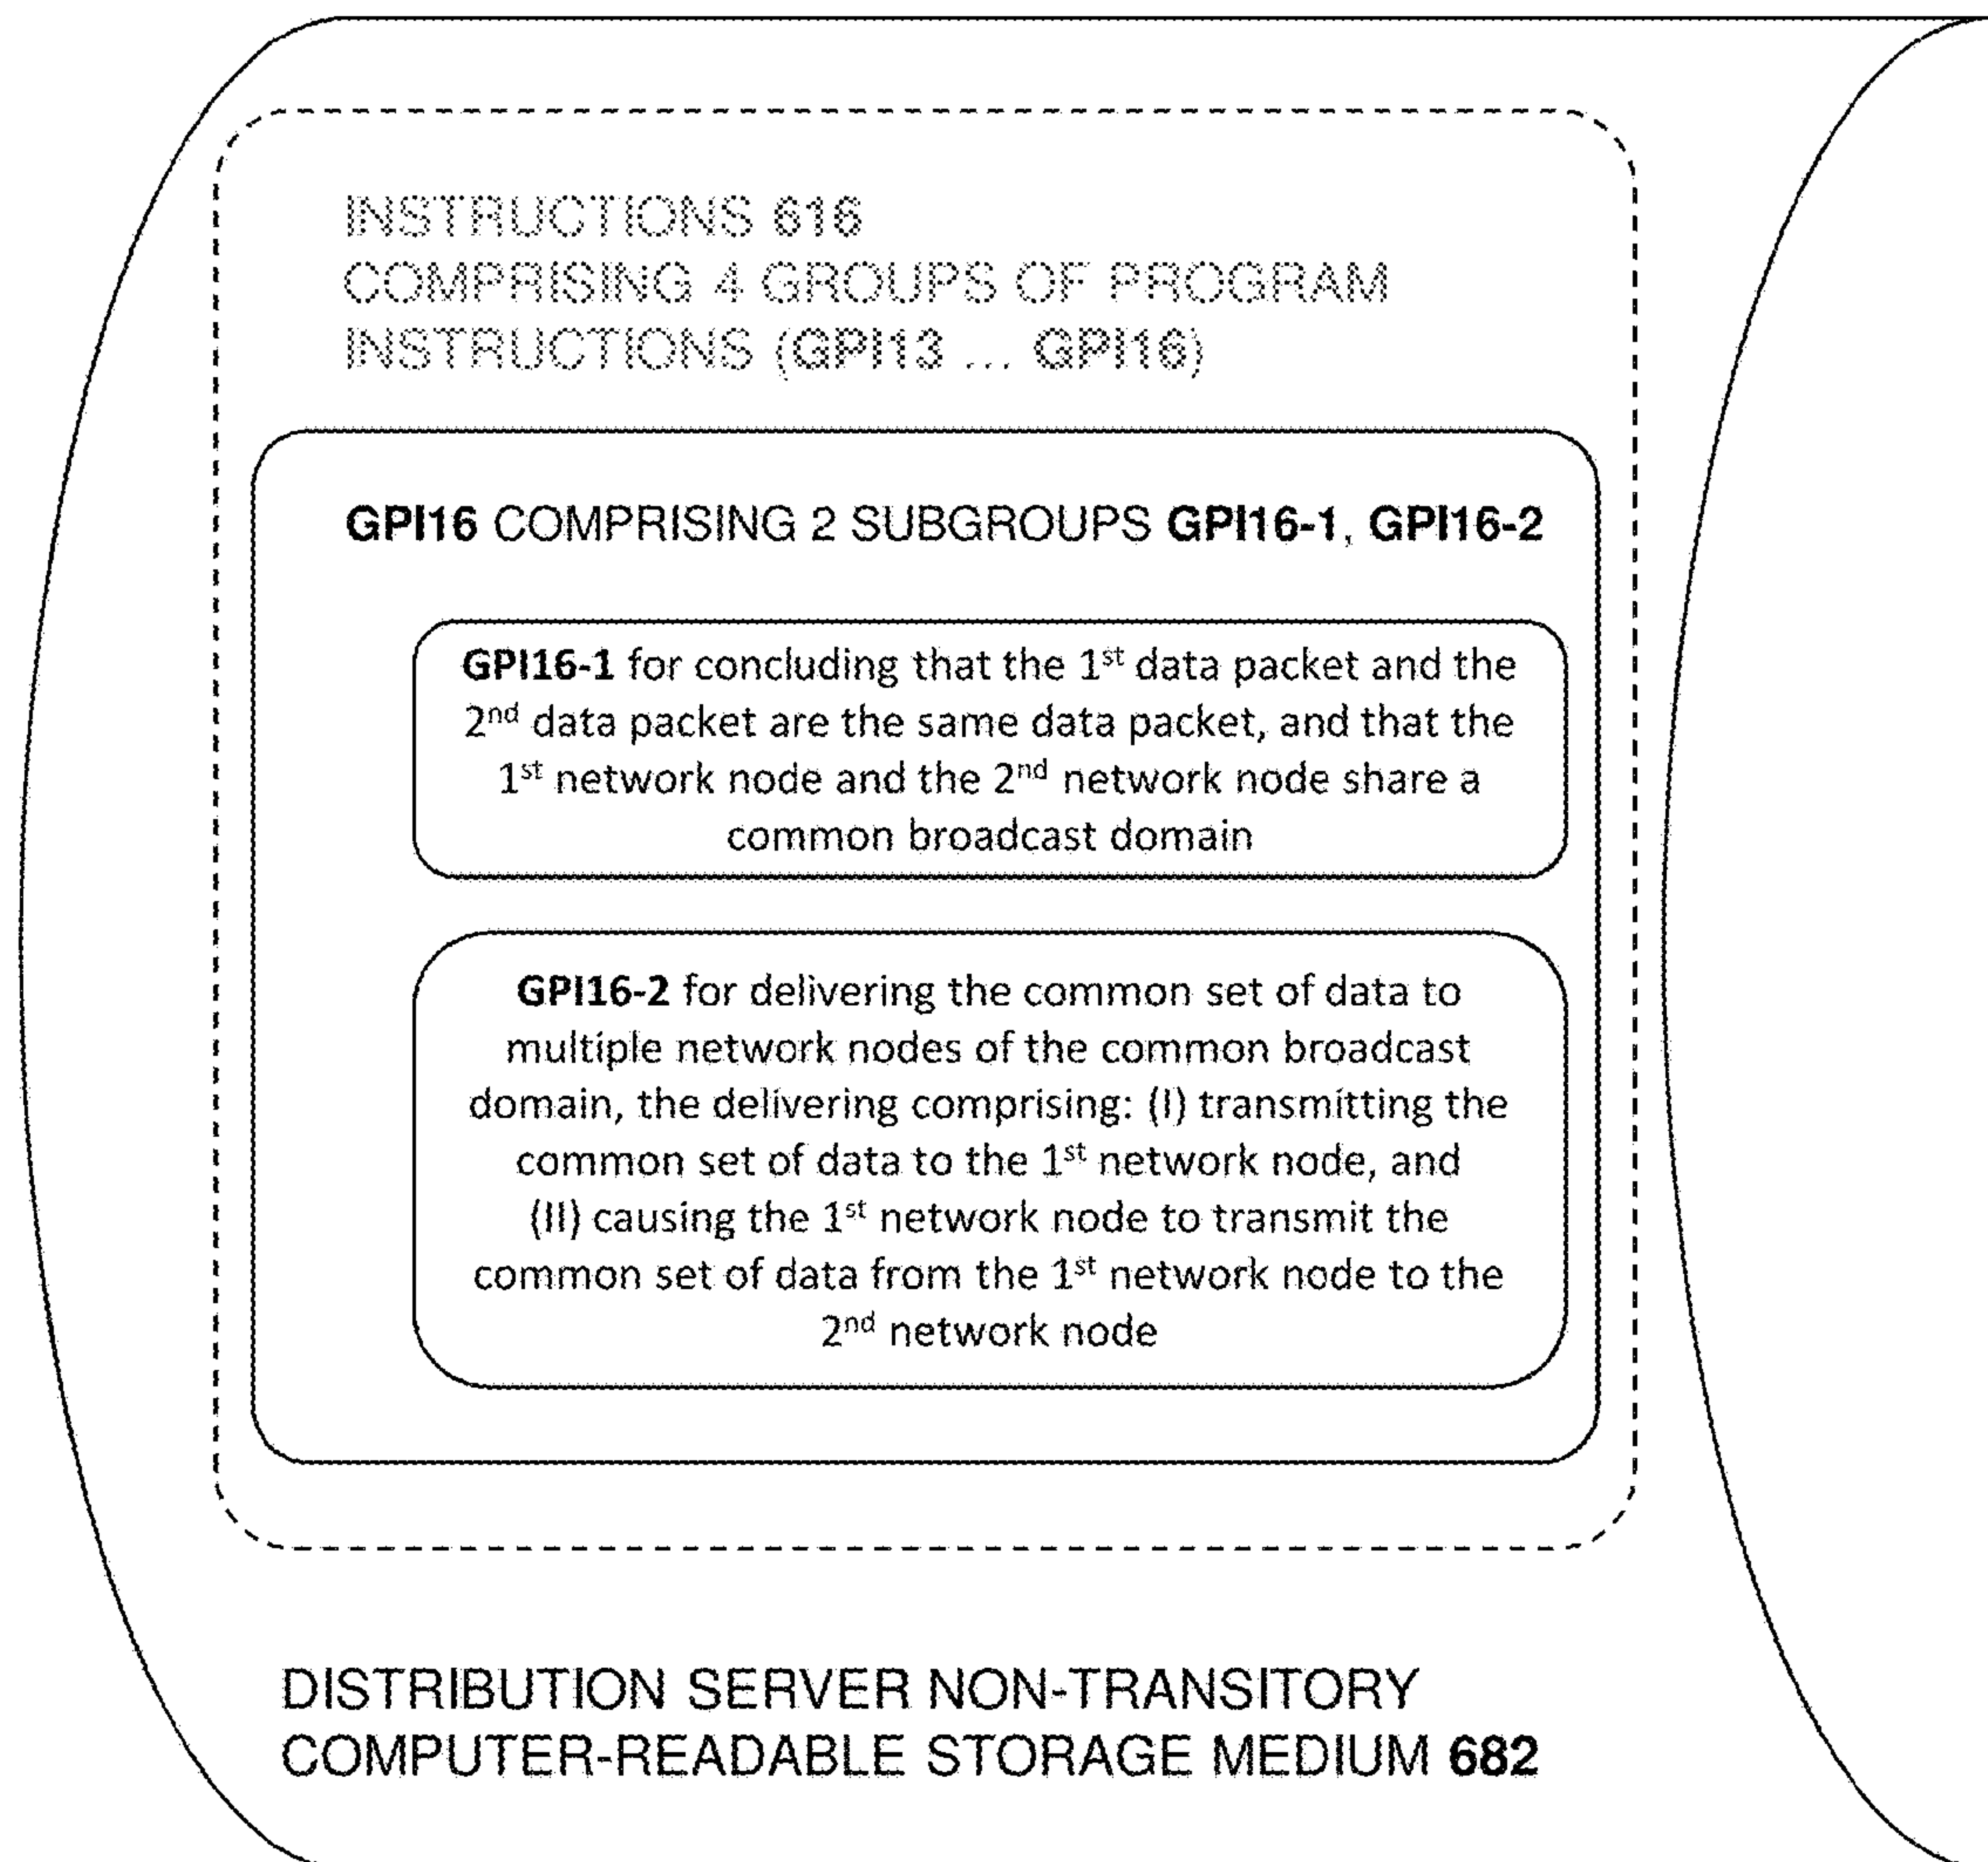 INSTRUCTIONS 616
COMPRISING 4 GROUPS OF PROGRAM
INSTRUCTIONS (GPI13 ... GPI16)
GPI16 COMPRISING 2 SUBGROUPS GPI16-1, GPI16-2
GPI16-1 for concluding that the 1st data packet and the
2nd data packet are the same data packet, and that the
1st network node and the 2nd network node share a
common broadcast domain
GPI16-2 for delivering the common set of data to
multiple network nodes of the common broadcast
domain, the delivering comprising: (I) transmitting the
common set of data to the 1st network node, and
(II) causing the 1st network node to transmit the
common set of data from the 1st network node to the
2nd network node
DISTRIBUTION SERVER NON-TRANSITORY
COMPUTER-READABLE STORAGE MEDIUM 682